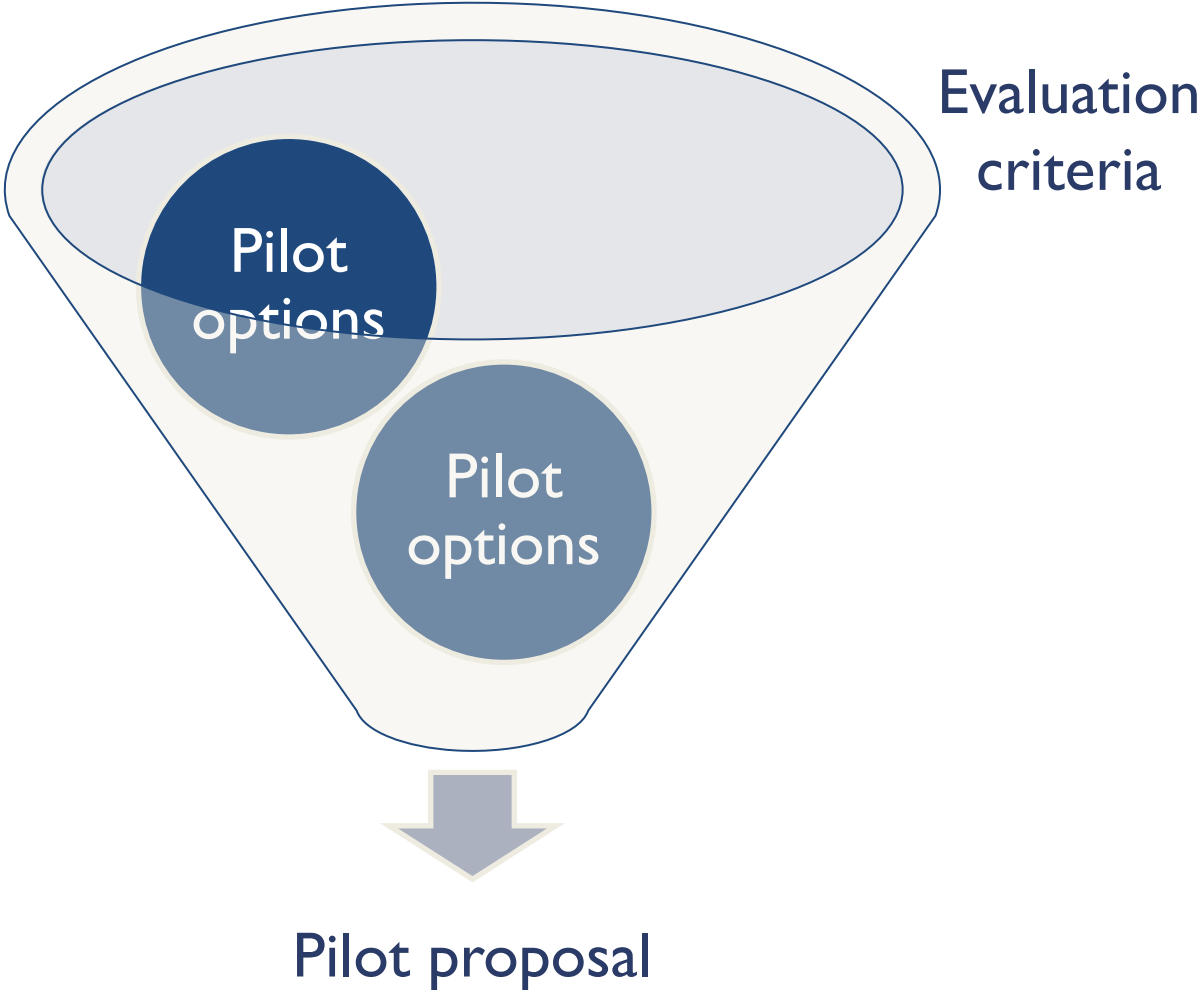 Evaluation
criteria
Pilot
options
Pilot
options
Pilot proposal